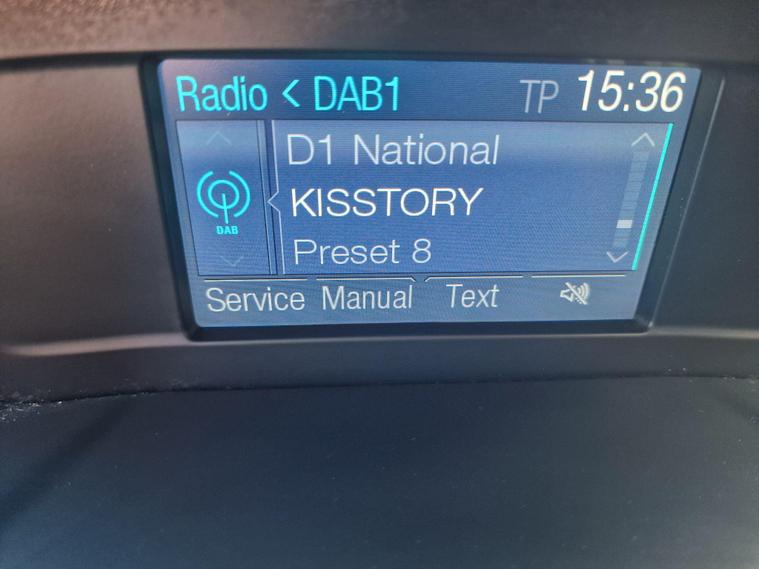 Radio < DAB1 TP 15:36
D1 National
KISSTORY
DAB
Preset 8
Service Manual Text